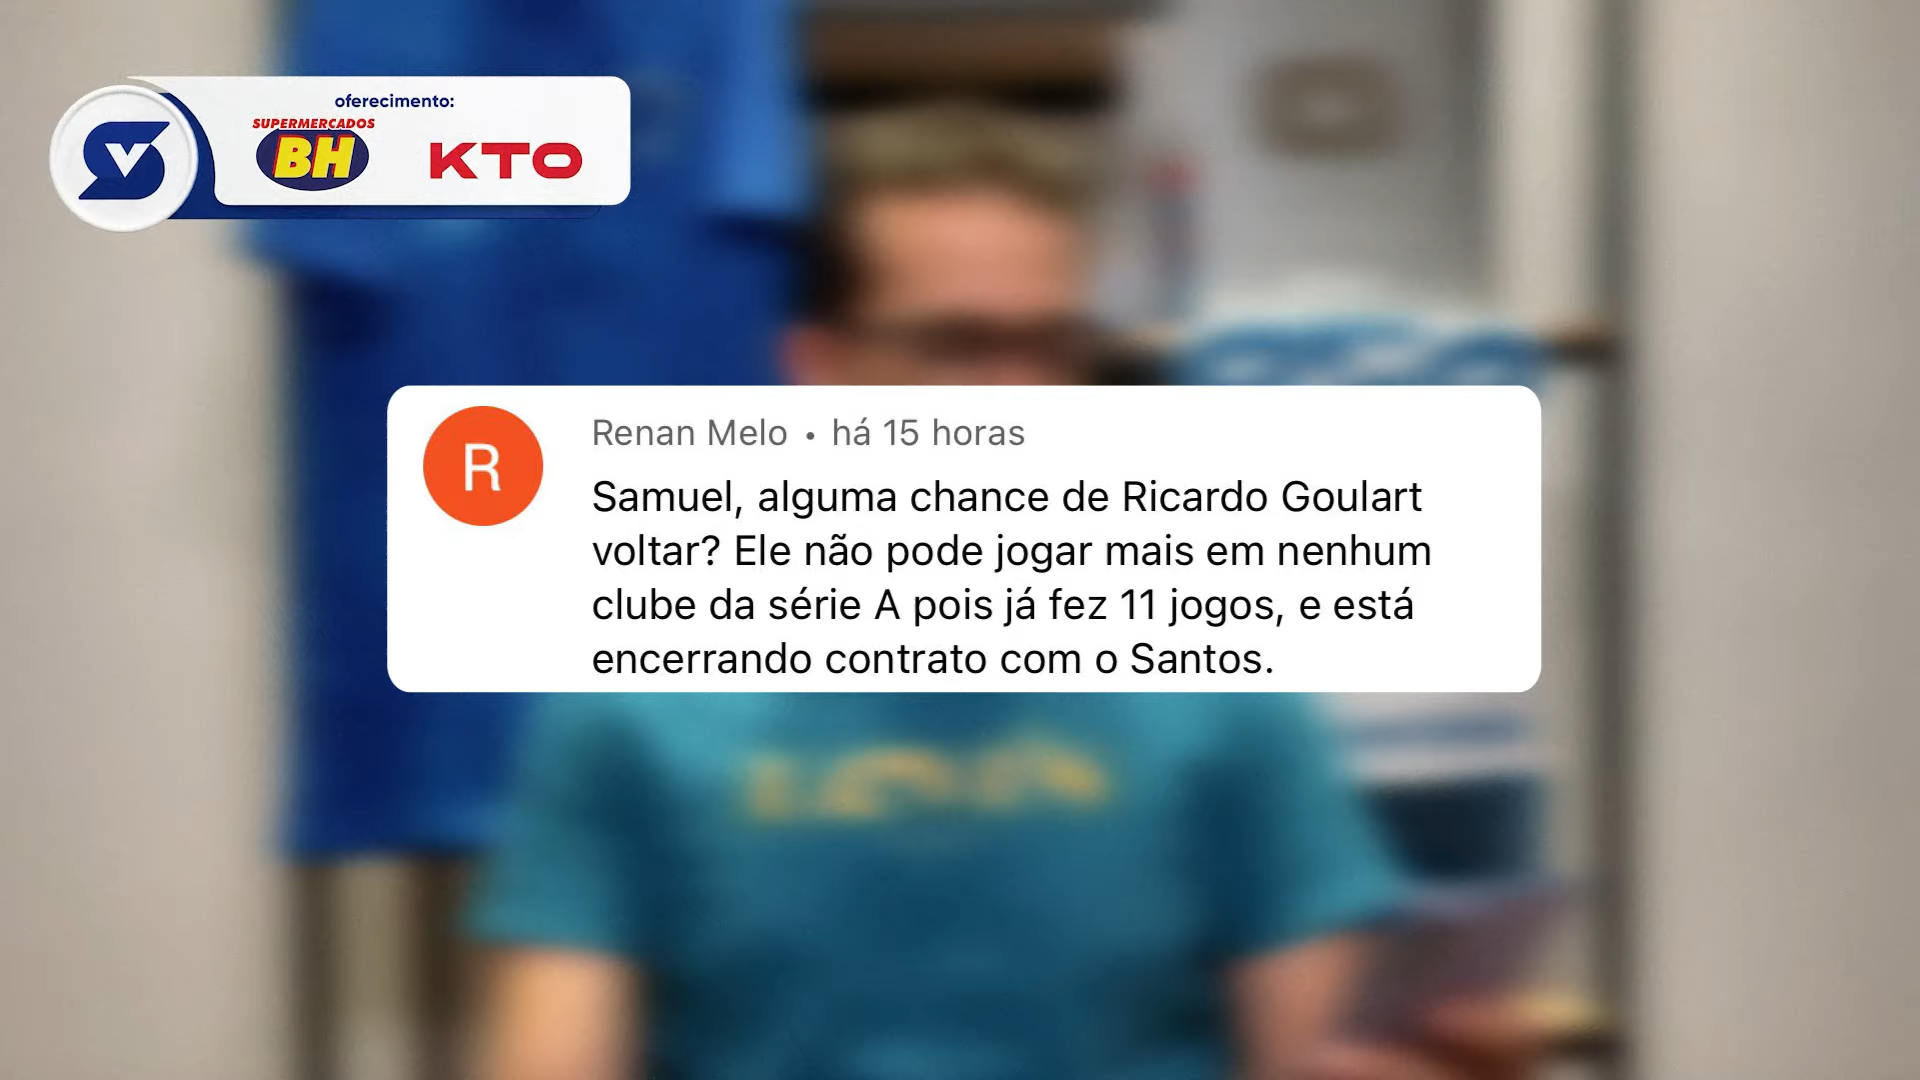 oferecimento:
SUPERMERCADOS
BH
KTO
R
Renan Melo • há 15 horas
Samuel, alguma chance de Ricardo Goulart
voltar? Ele não pode jogar mais em nenhum
clube da série A pois já fez 11 jogos, e está
encerrando contrato com o Santos.